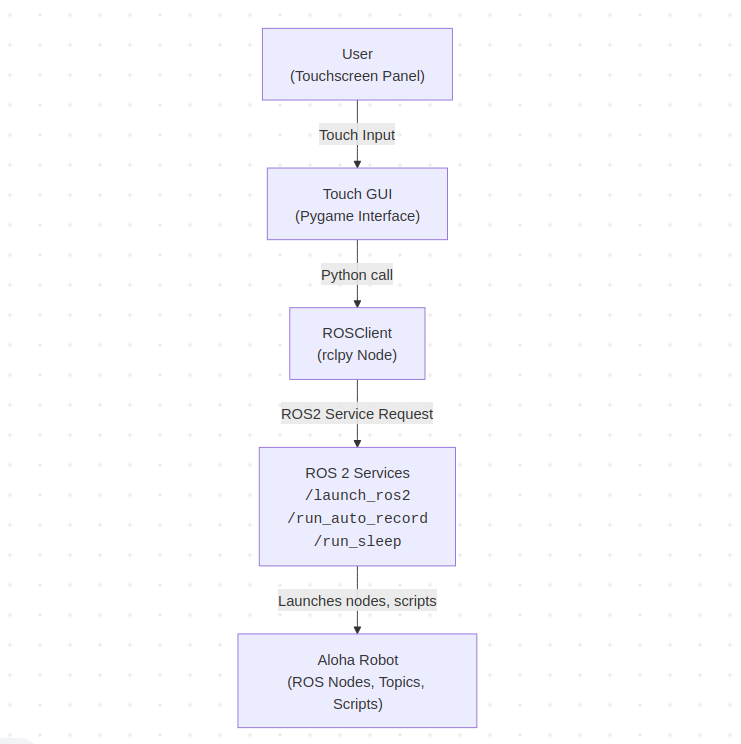 User
(Touchscreen Panel)
Touch Input
Touch GUI
(Pygame Interface)
Python call
ROSClient
(rclpy Node)
ROS2 Service Request
ROS 2 Services
/launch_ros2
/run_auto_record
/run_sleep
Launches nodes, scripts
Aloha Robot
(ROS Nodes, Topics,
Scripts)